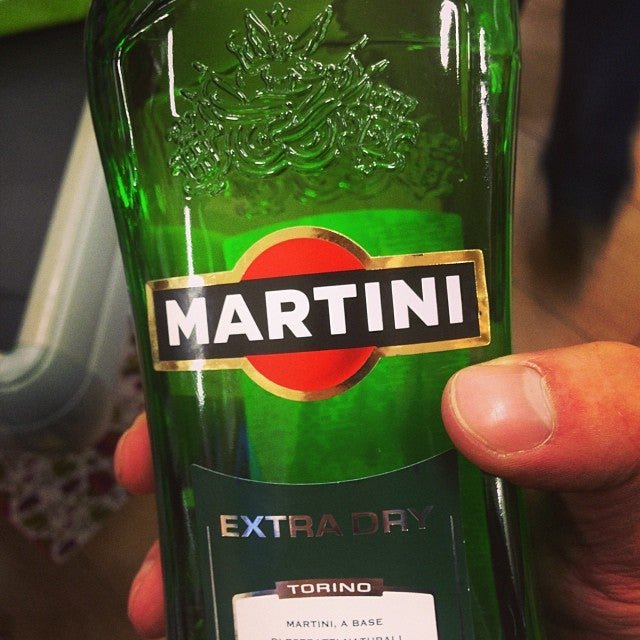 MARTINI
EXTRA DRY
TORINO
MARTINI, A BASE